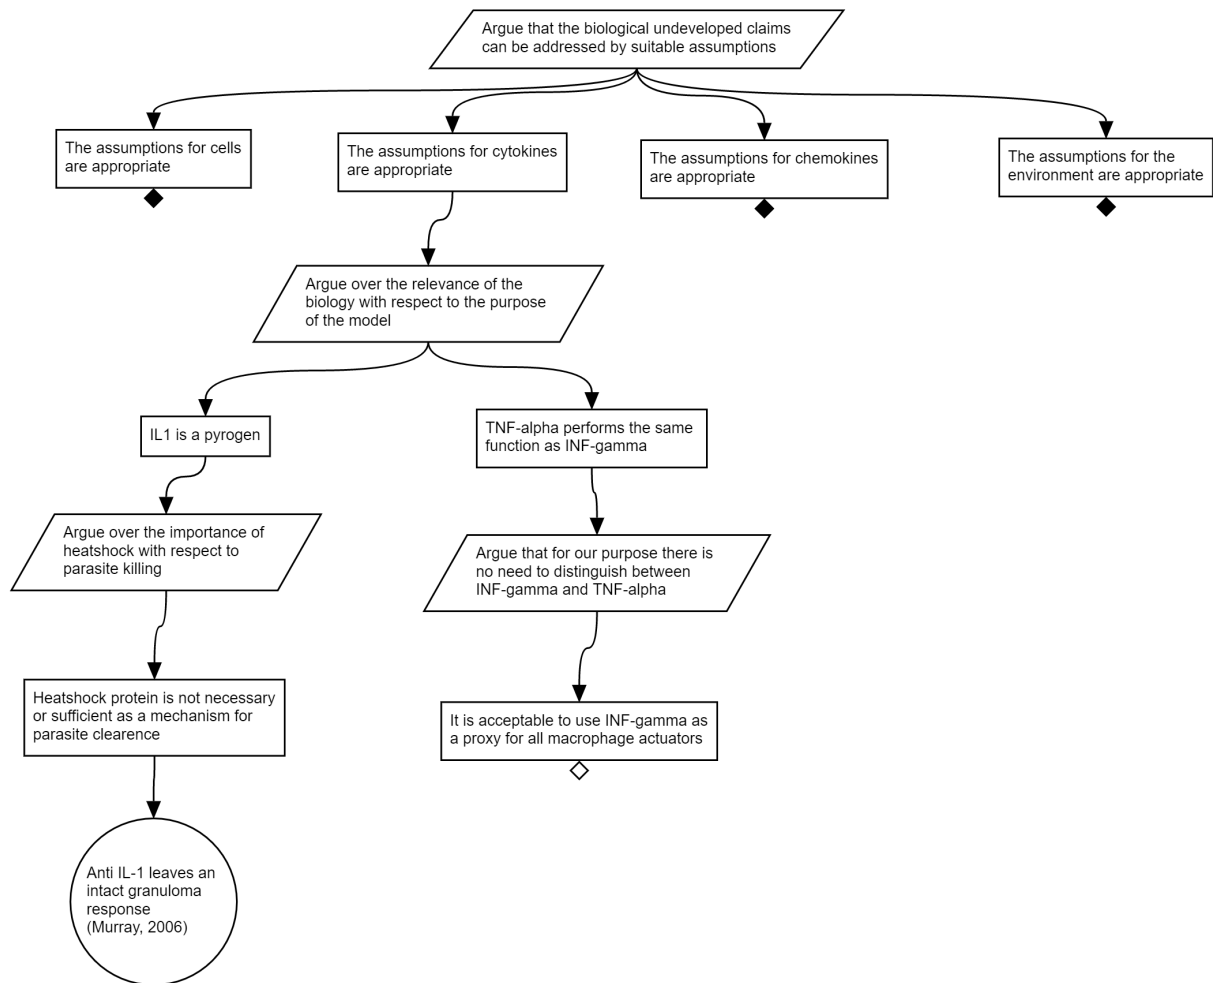 Argue that the biological undeveloped claims
can be addressed by suitable assumptions
The assumptions for cells
are appropriate
The assumptions for cytokines
are appropriate
The assumptions for chemokines
are appropriate
The assumptions for the
environment are appropriate
Argue over the relevance of the
biology with respect to the purpose
of the model
IL1 is a pyrogen
TNF-alpha performs the same
function as INF-gamma
Argue over the importance of
heatshock with respect to
parasite killing
Argue that for our purpose there is
no need to distinguish between
INF-gamma and TNF-alpha
Heatshock protein is not necessary
or sufficient as a mechanism for
parasite clearence
It is acceptable to use INF-gamma as
a proxy for all macrophage actuators
Anti IL-1 leaves an
intact granuloma
response
(Murray, 2006)